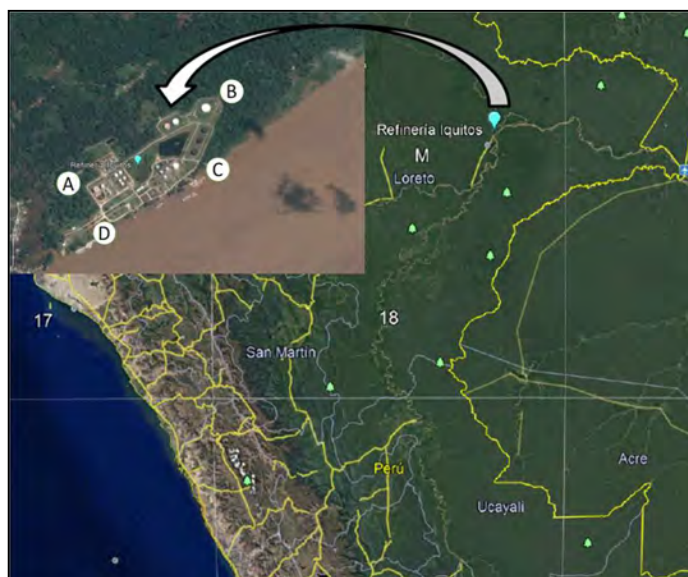 B
A
C
D
Refinería Iquitos
M
Loreto
17
18
San Martín
Perú
Acre
Ucayali